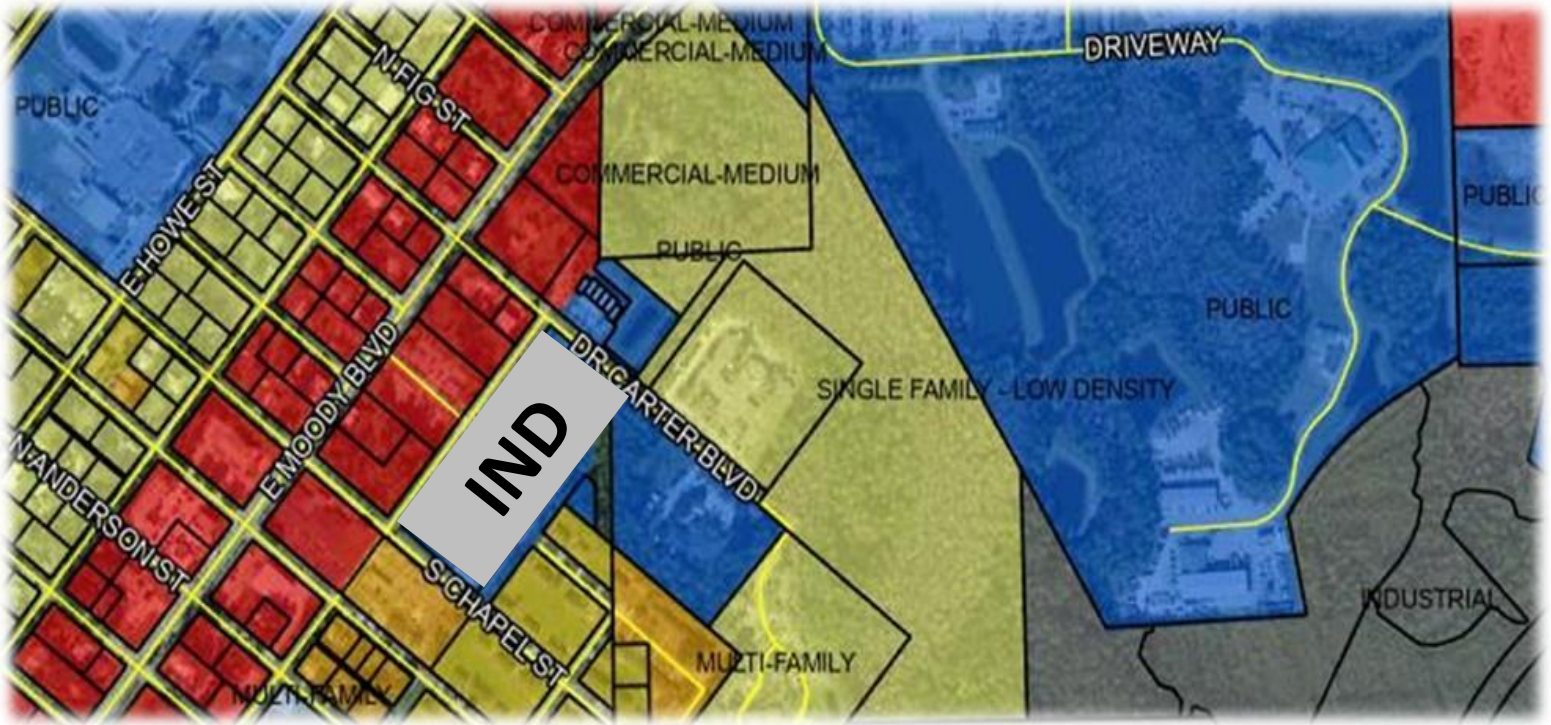 COMMERCIAL-MEDIUM
COMMERCIAL-MEDIUM
DRIVEWAY
N FIG ST
PUBLIC
COMMERCIAL-MEDIUM
PUBLIC
E HOWE ST
PUBLIC
PUBLIC
DR CARTER BLVD
SINGLE FAMILY - LOW DENSITY
E MOODY BLVD
IND
N ANDERSON ST
S CHAPEL ST
INDUSTRIAL
MULTI-FAMILY
MULTI-FAMILY